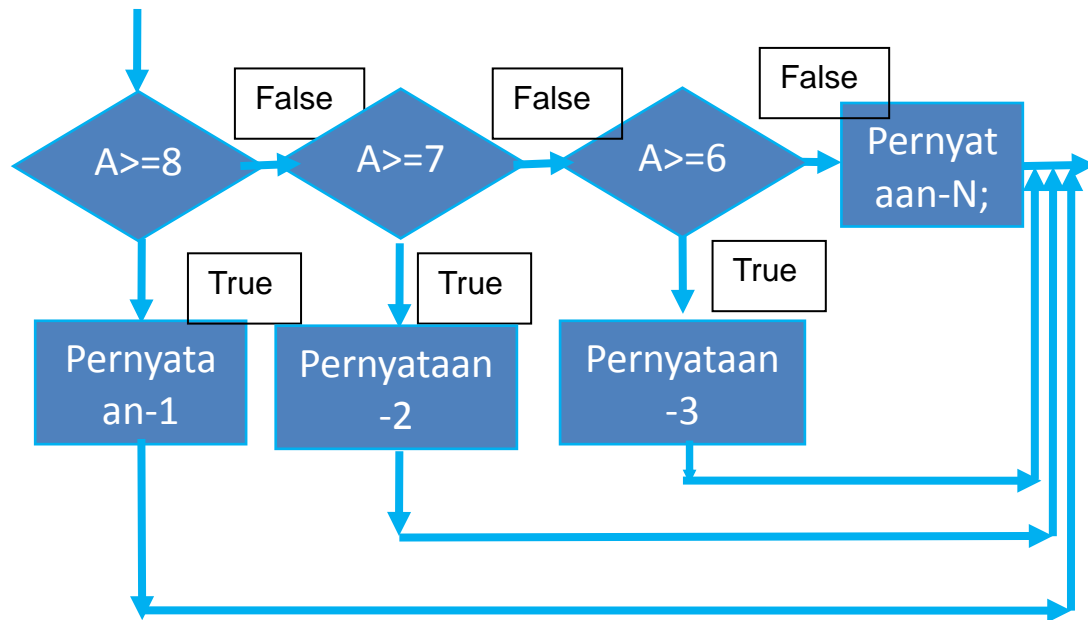 False
False
False
A>=8
A>=7
A>=6
Pernyat
aan-N;
True
True
True
Pernyata
an-1
Pernyataan
-2
Pernyataan
-3